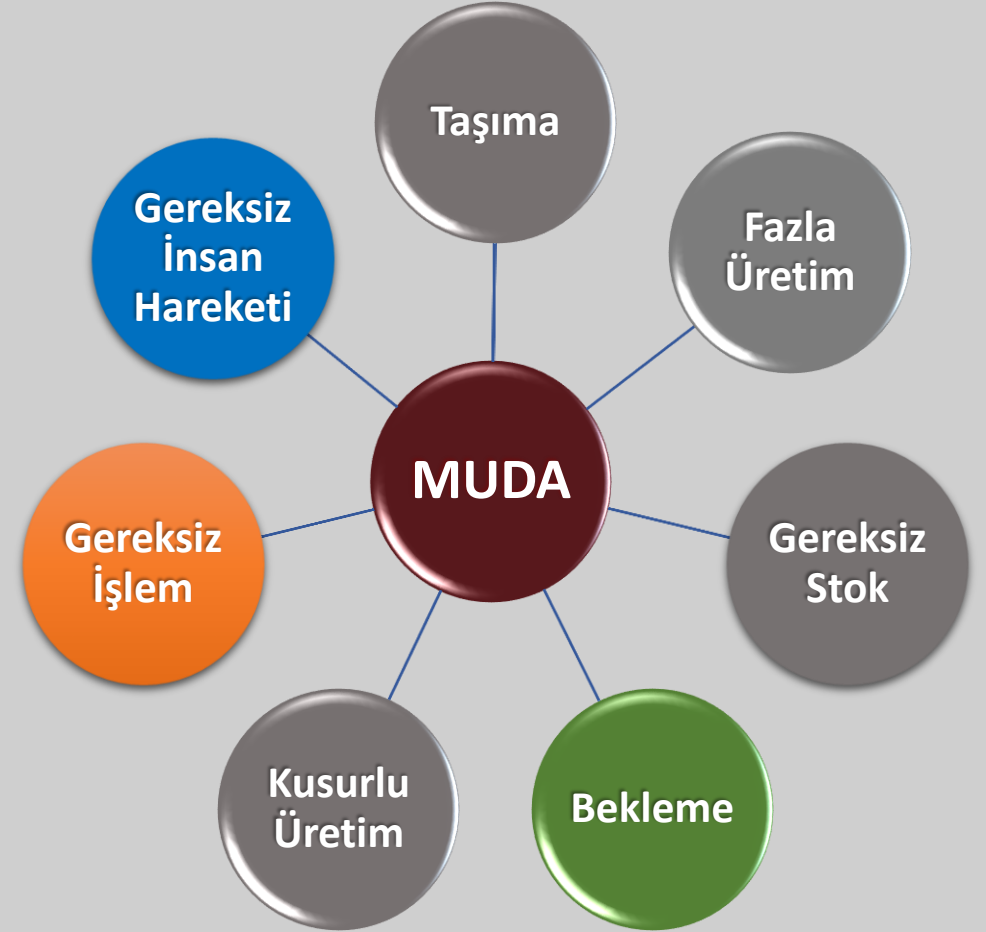 Taşıma
Fazla
Üretim
Gereksiz
Stok
Bekleme
Kusurlu
Üretim
Gereksiz
İşlem
Gereksiz
İnsan
Hareketi
MUDA